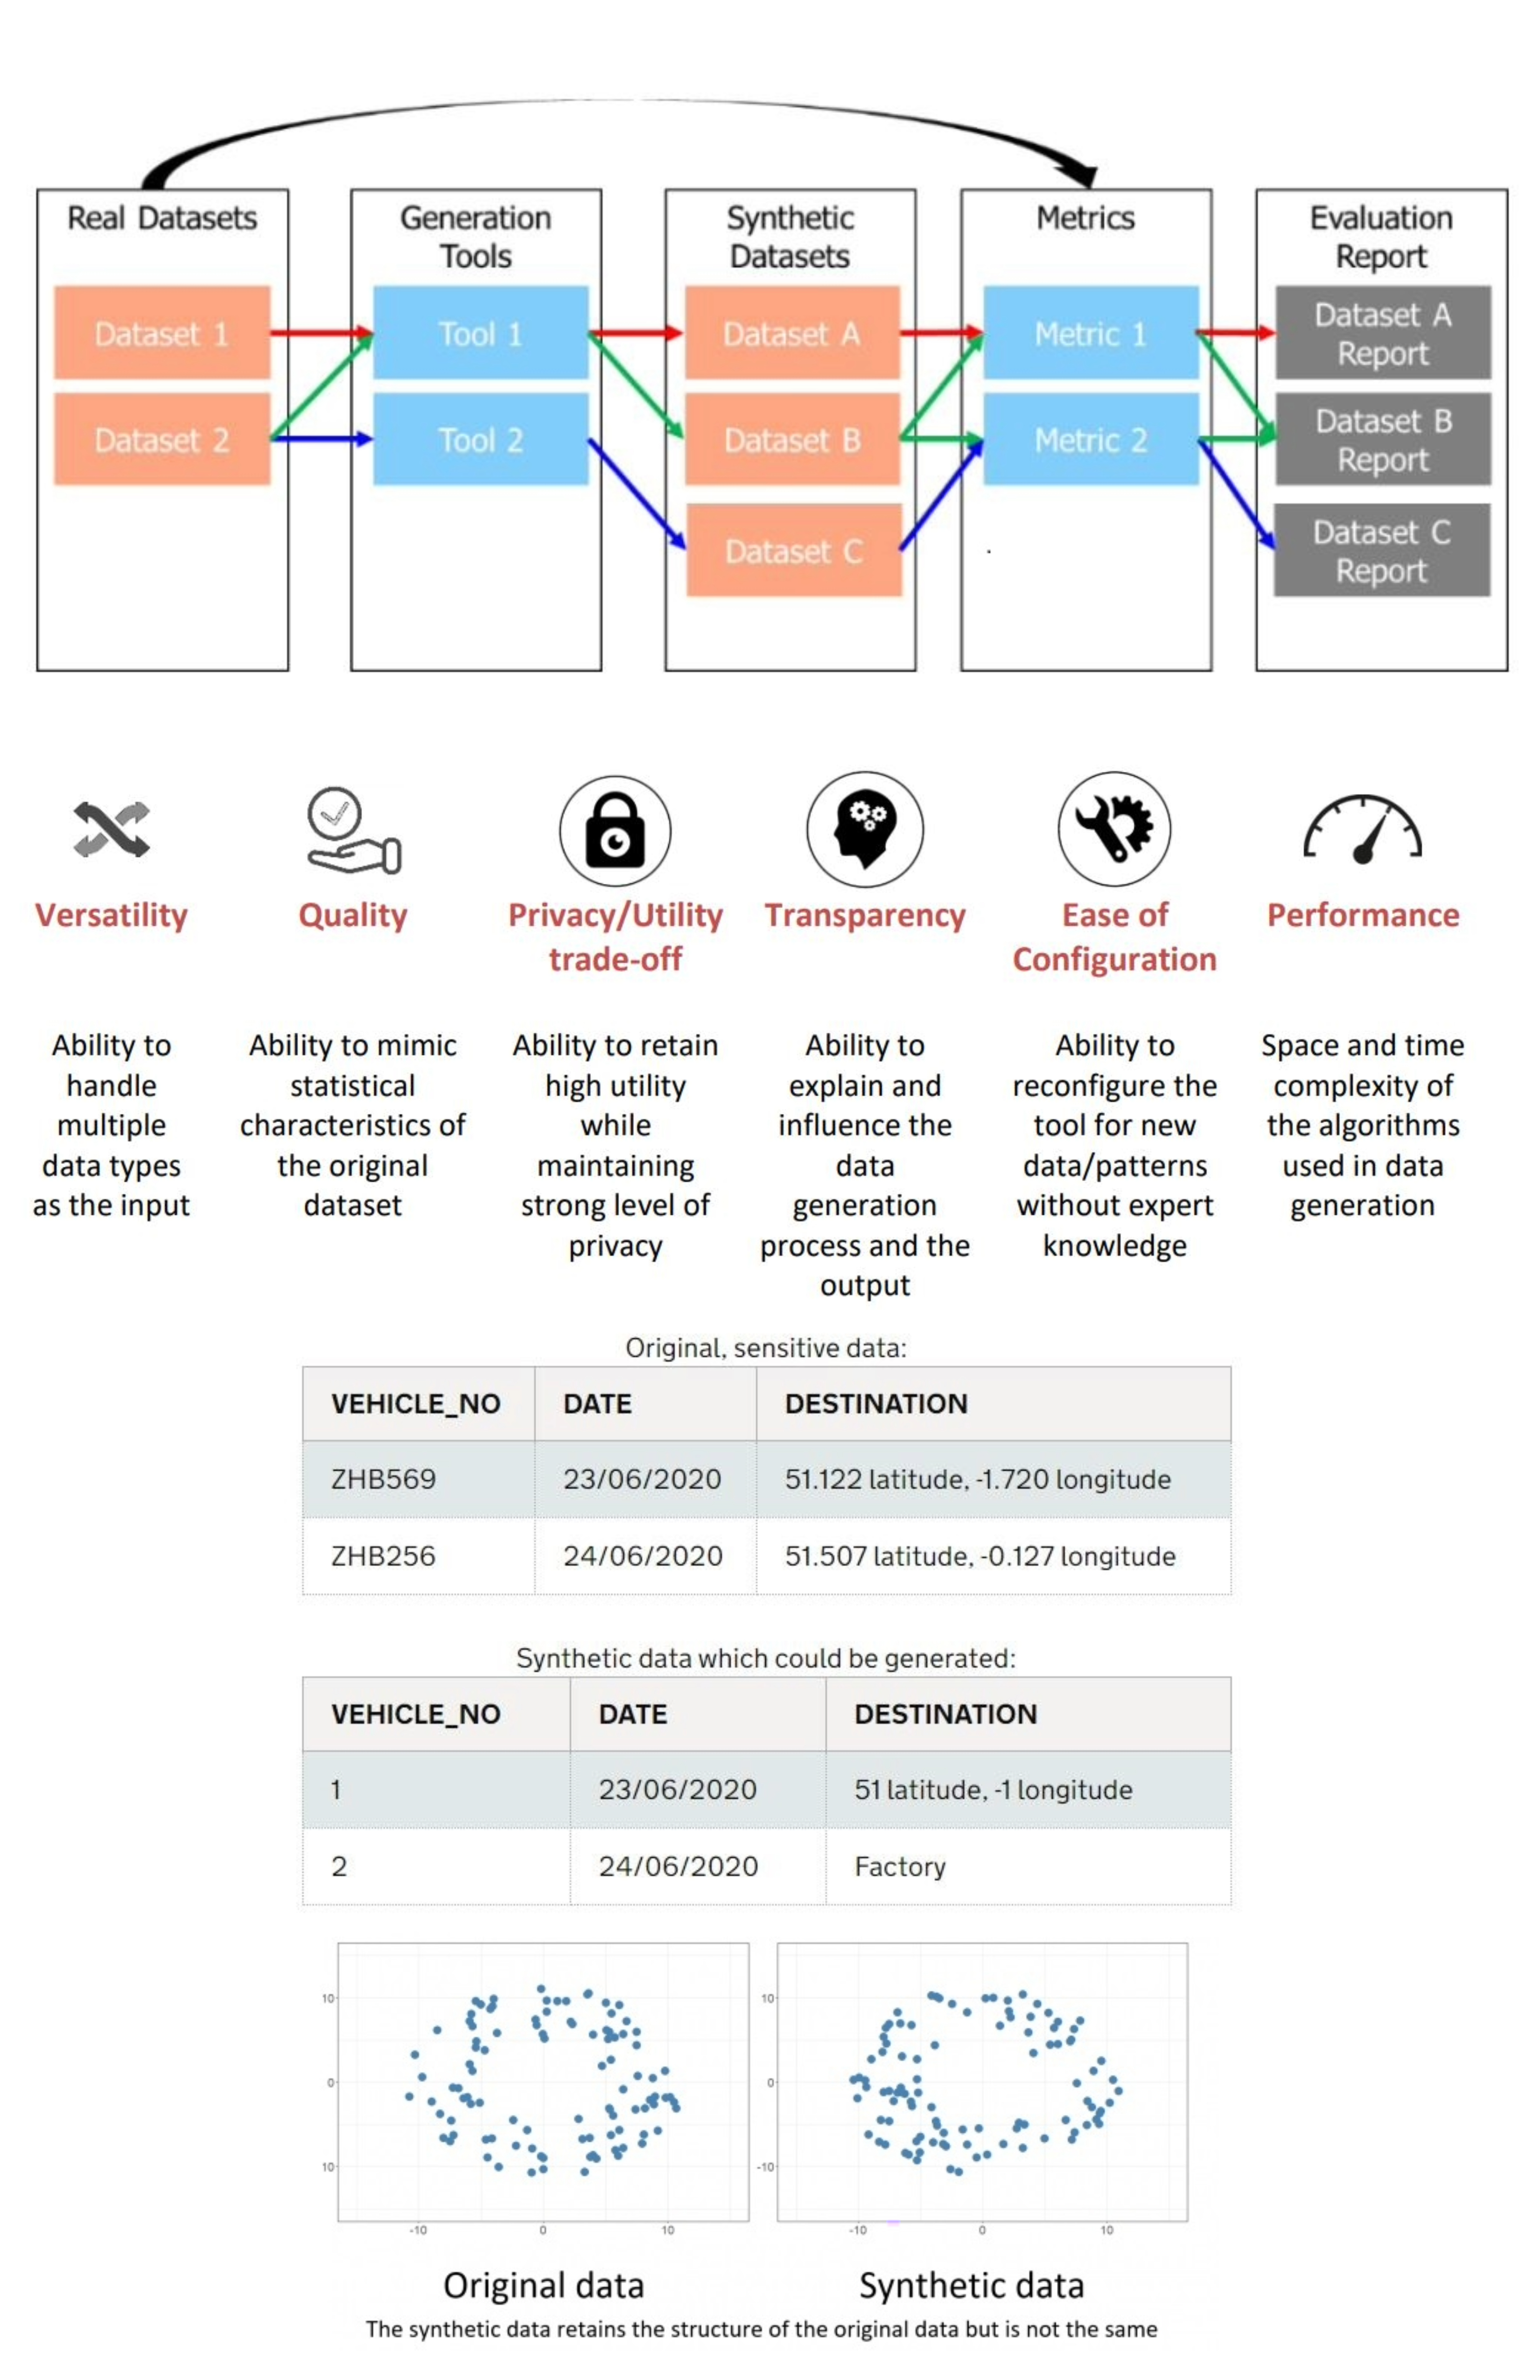 Real Datasets
Dataset 1
Dataset 2
Generation
Tools
Tool 1
Tool 2
Synthetic
Datasets
Dataset A
Dataset B
Dataset C
Metrics
Metric 1
Metric 2
Evaluation
Report
Dataset A
Report
Dataset B
Report
Dataset C
Report
Versatility
Ability to
handle
multiple
data types
as the input
Quality
Ability to mimic
statistical
characteristics of
the original
dataset
Privacy/Utility
trade-off
Ability to retain
high utility
while
maintaining
strong level of
privacy
Transparency
Ability to
explain and
influence the
data
generation
process and the
output
Ease of
Configuration
Ability to
reconfigure the
tool for new
data/patterns
without expert
knowledge
Performance
Space and time
complexity of
the algorithms
used in data
generation
Original, sensitive data:
VEHICLE_NO DATE DESTINATION
ZHB569 23/06/2020 51.122 latitude, -1.720 longitude
ZHB256 24/06/2020 51.507 latitude, -0.127 longitude
Synthetic data which could be generated:
VEHICLE_NO DATE DESTINATION
1 23/06/2020 51 latitude, -1 longitude
2 24/06/2020 Factory
10
0
10
-10 0 10
10
0
-10
-10 0 10
Original data
Synthetic data
The synthetic data retains the structure of the original data but is not the same